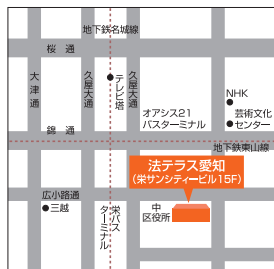 地下鉄名城線
桜通
大津通
久屋大通
テレビ塔
久屋大通
NHK
オアシス21
バスターミナル
芸術文化
センター
錦通
地下鉄東山線
法テラス愛知
(栄サンシティービル15F)
広小路通
三越
栄バス
ターミナル
中
区役所